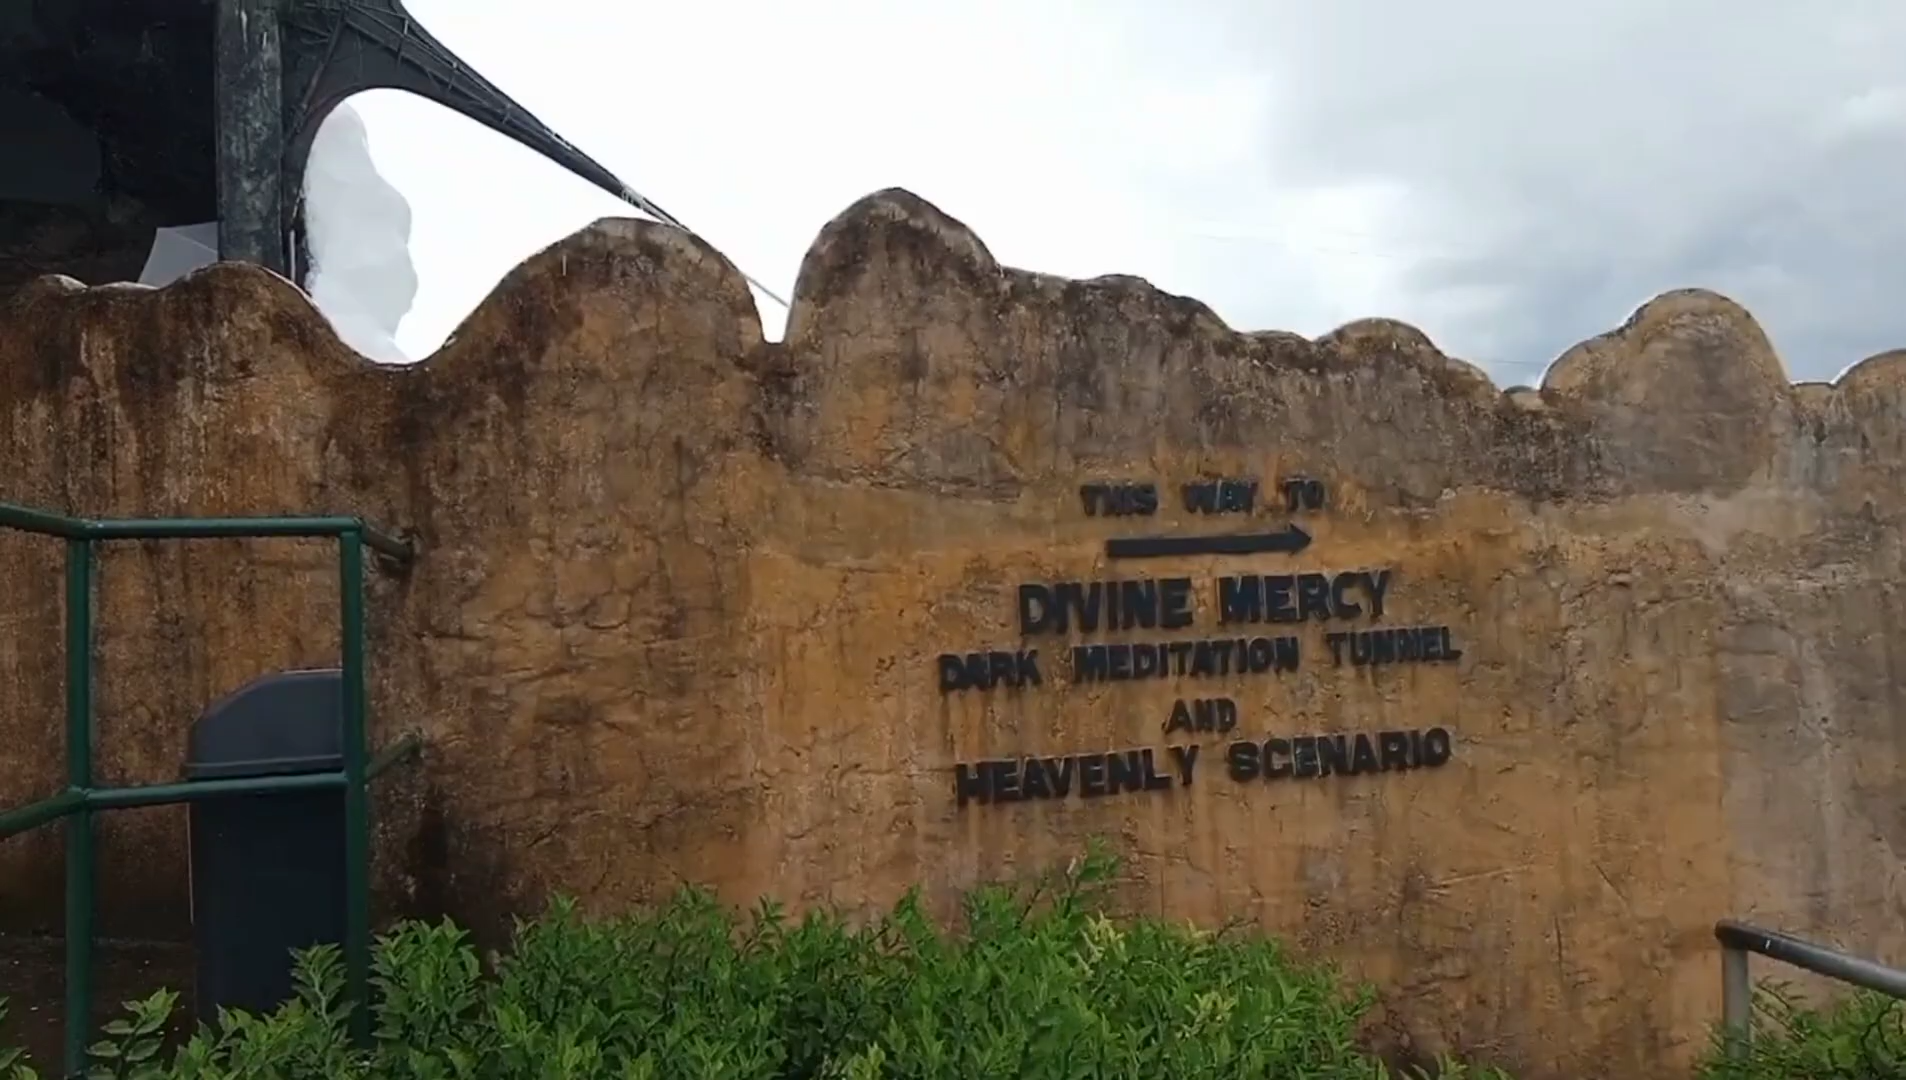 THIS WAY TO
DIVINE MERCY
DARK MEDITATION TUNNEL
AND
HEAVENLY SCENARIO